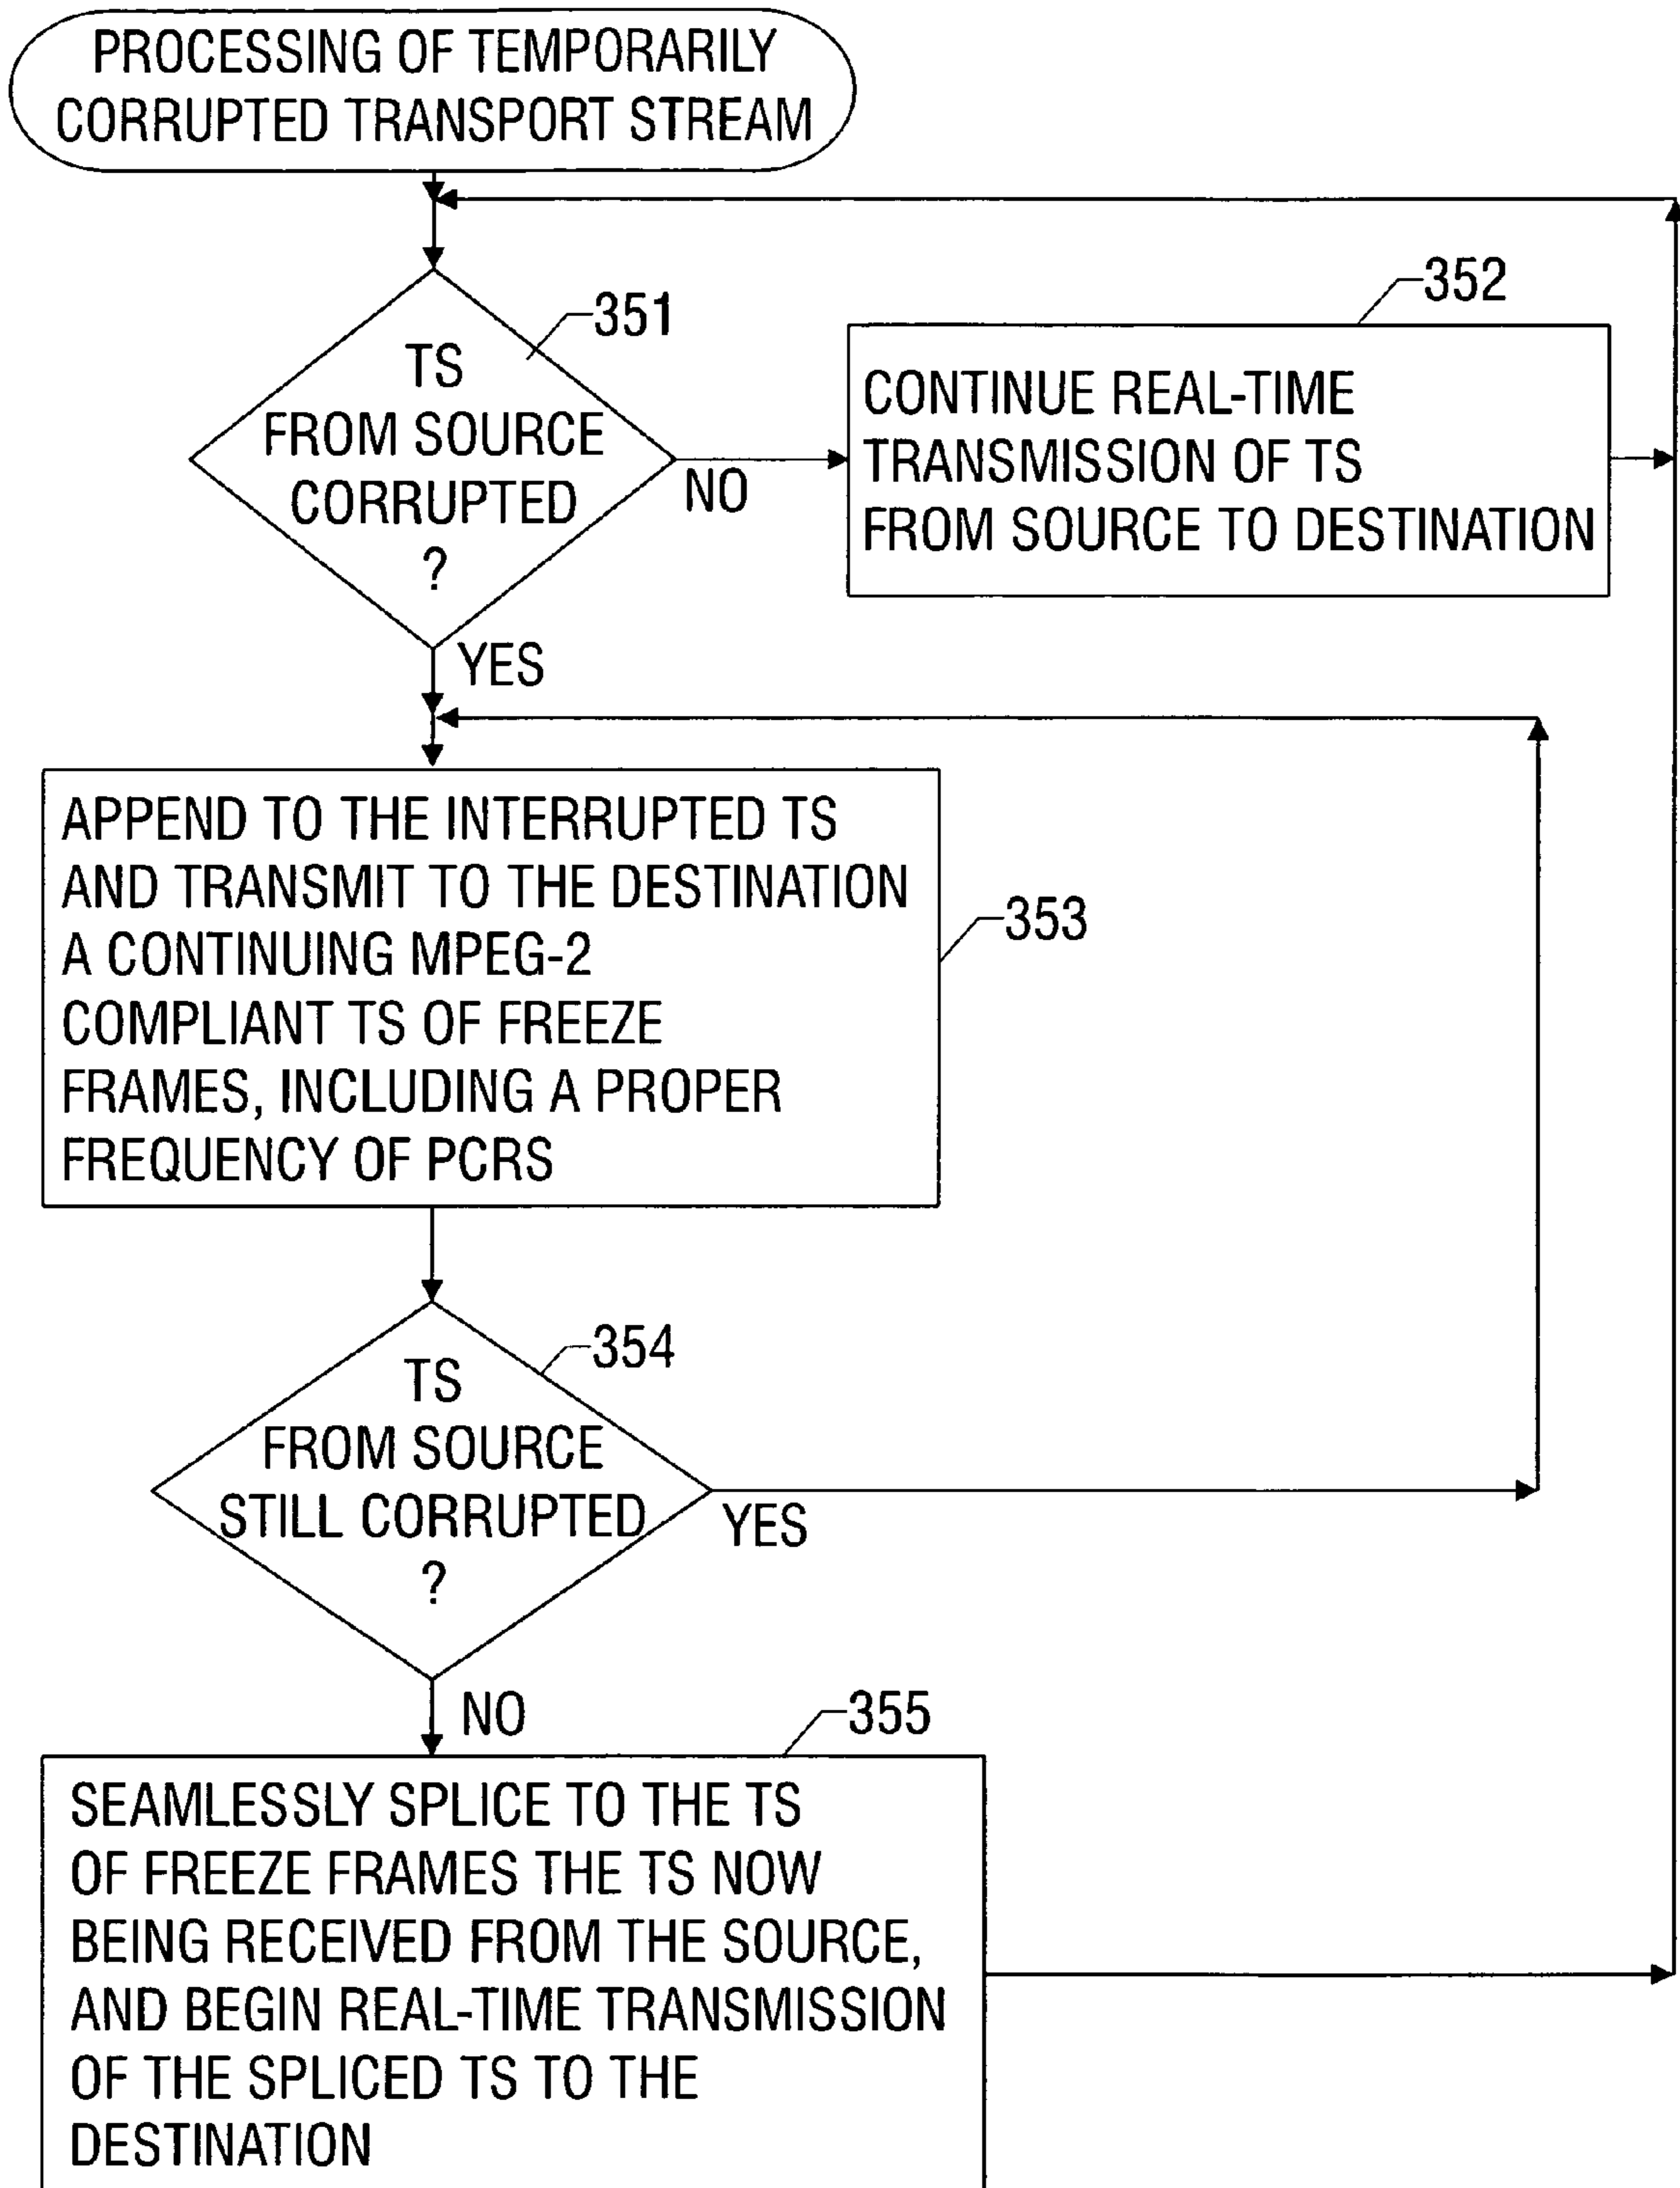 PROCESSING OF TEMPORARILY
CORRUPTED TRANSPORT STREAM
351
TS
FROM SOURCE
CORRUPTED
?
NO
YES
352
CONTINUE REAL-TIME
TRANSMISSION OF TS
FROM SOURCE TO DESTINATION
APPEND TO THE INTERRUPTED TS
AND TRANSMIT TO THE DESTINATION
A CONTINUING MPEG-2
COMPLIANT TS OF FREEZE
FRAMES, INCLUDING A PROPER
FREQUENCY OF PCRS
353
354
TS
FROM SOURCE
STILL CORRUPTED
?
YES
NO
355
SEAMLESSLY SPLICE TO THE TS
OF FREEZE FRAMES THE TS NOW
BEING RECEIVED FROM THE SOURCE,
AND BEGIN REAL-TIME TRANSMISSION
OF THE SPLICED TS TO THE
DESTINATION